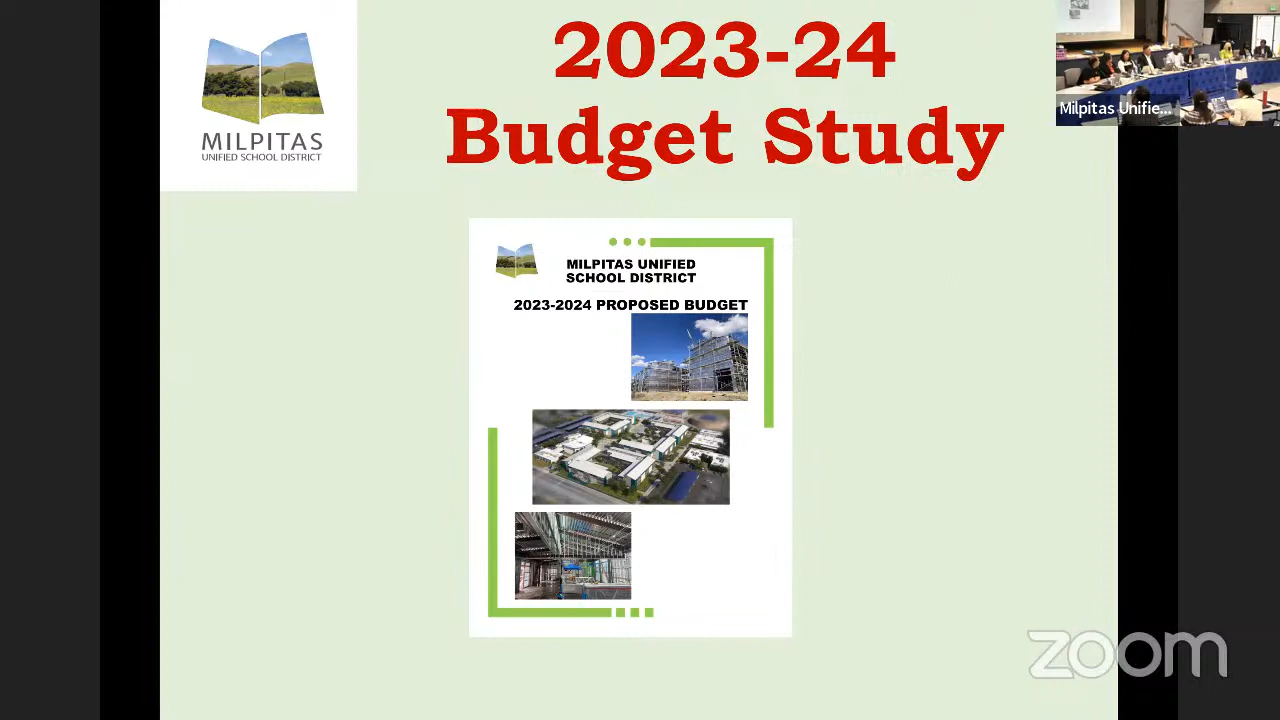 2023-24
Budget Study
MILPITAS
UNIFIED SCHOOL DISTRICT
Milpitas Unifie...
MILPITAS UNIFIED
SCHOOL DISTRICT
2023-2024 PROPOSED BUDGET
zoom